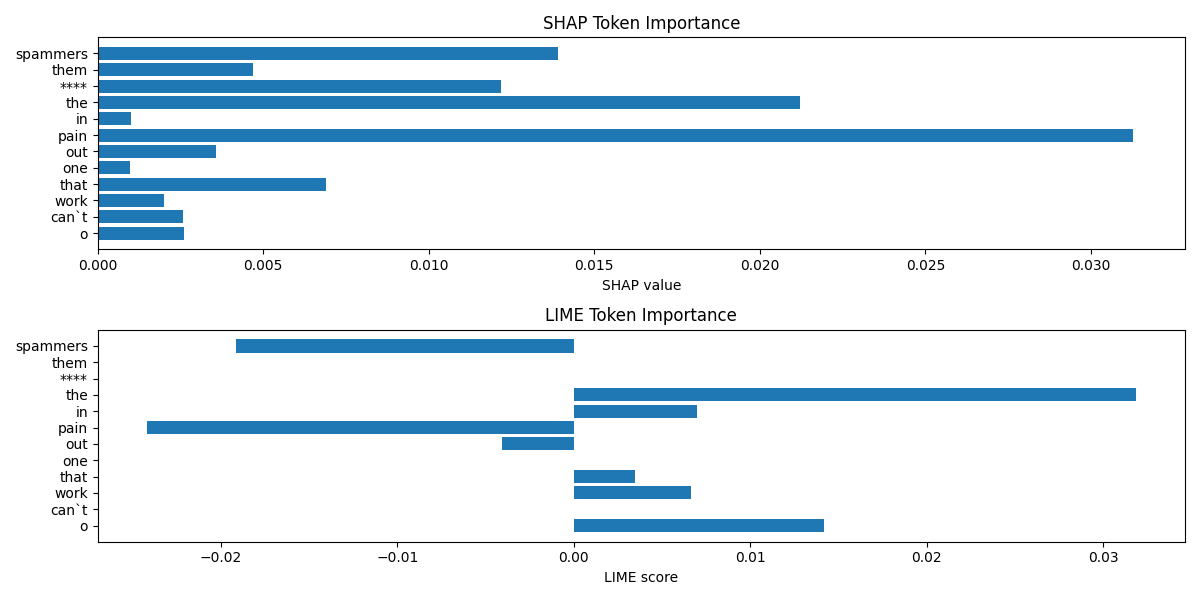 SHAP Token Importance
spammers
them
****
the
in
pain
out
one
that
work
can`t
o
0.000 0.005 0.010 0.015 0.020 0.025 0.030
SHAP value
LIME Token Importance
spammers
them
****
the
in
pain
out
one
that
work
can`t
o
−0.02 −0.01 0.00 0.01 0.02 0.03
LIME score